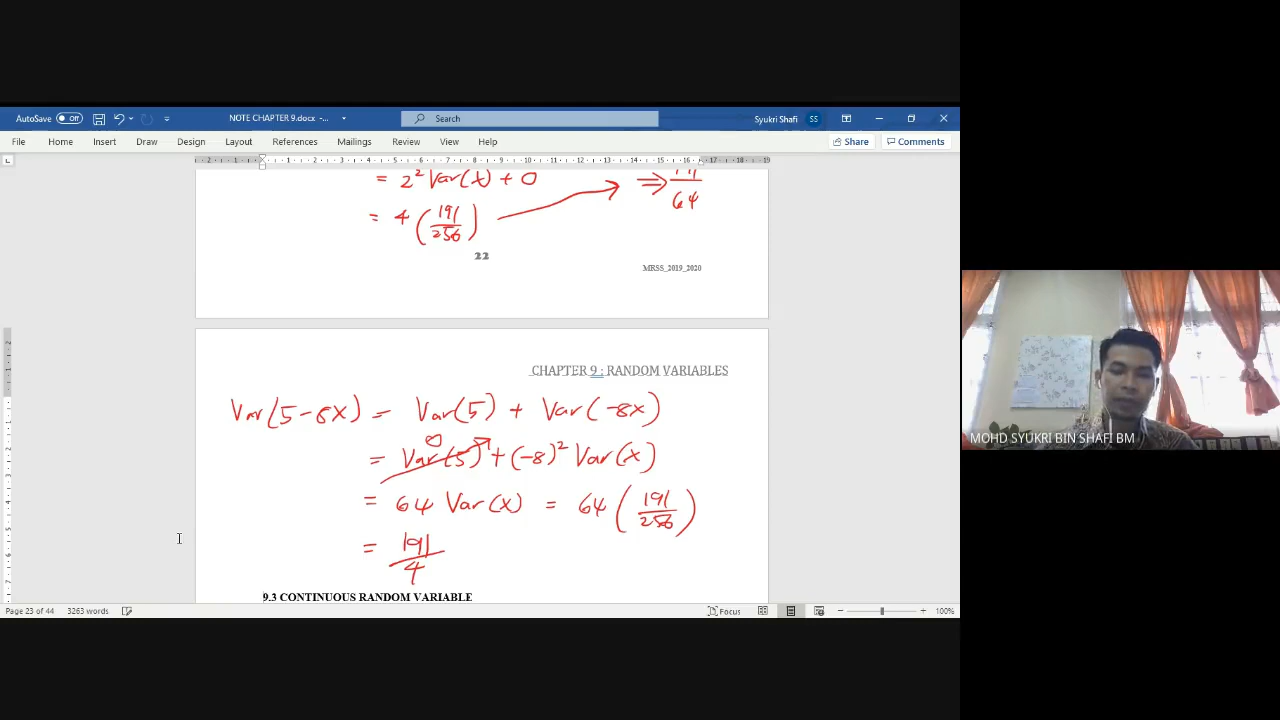 AutoSave Off NOTE CHAPTER 9.docx -... Search Syukri Shafi SS
File Home Insert Draw Design Layout References Mailings Review View Help Share Comments
= 2² Var(x) + 0
⇒ 191/64
= 4 (191/256)
22
MRSS_2019_2020
CHAPTER 9 : RANDOM VARIABLES
Var(5-8x) = Var(5) + Var(-8x)
= Var(5) 0 + (-8)² Var(x)
= 64 Var(x) = 64 (191/256)
= 191/4
9.3 CONTINUOUS RANDOM VARIABLE
Page 23 of 44 3263 words Focus 100%
MOHD SYUKRI BIN SHAFI BM